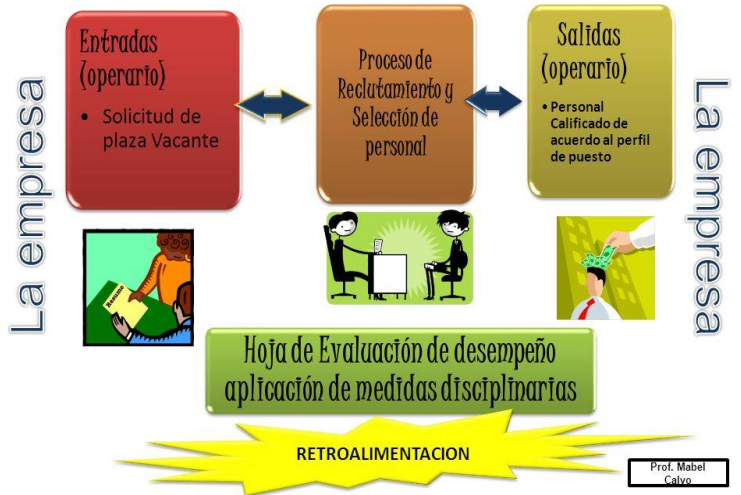 La empresa
Entradas
(operario)
• Solicitud de
plaza Vacante
Proceso de
Reclutamiento y
Selección de
personal
Salidas
(operario)
• Personal
Calificado de
acuerdo al perfil
de puesto
La empresa
Resume
Hoja de Evaluación de desempeño
aplicación de medidas disciplinarias
RETROALIMENTACION
Prof. Mabel
Calvo